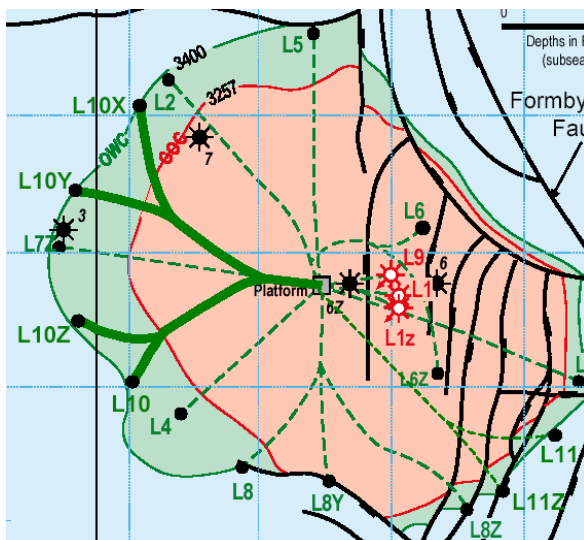 0
Depths in
(subsea
Formby
Fau
L5
3400
L2
3257
L10X
OWC
GOC
7
L10Y
3
L7Z
L6
L9
6
Platform
6Z
L1
L1z
L10Z
L6Z
L
L10
L4
L11
L8
L8Y
L11Z
L8Z